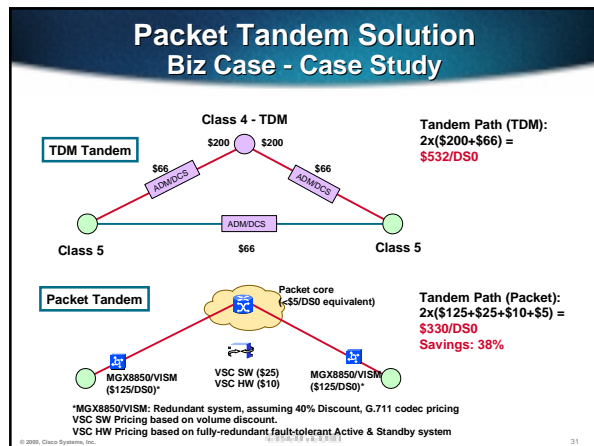 Packet Tandem Solution
Biz Case - Case Study
Class 4 - TDM
$200 $200
TDM Tandem
$66
ADM/DCS
$66
ADM/DCS
ADM/DCS
$66
Class 5
Class 5
Tandem Path (TDM):
2x($200+$66) =
$532/DS0
Packet Tandem
Packet core
(<$5/DS0 equivalent)
MGX8850/VISM
($125/DS0)*
VSC SW ($25)
VSC HW ($10)
MGX8850/VISM
($125/DS0)*
Tandem Path (Packet):
2x($125+$25+$10+$5) =
$330/DS0
Savings: 38%
*MGX8850/VISM: Redundant system, assuming 40% Discount, G.711 codec pricing
VSC SW Pricing based on volume discount.
VSC HW Pricing based on fully-redundant fault-tolerant Active & Standby system
Cisco Systems, Inc.
31